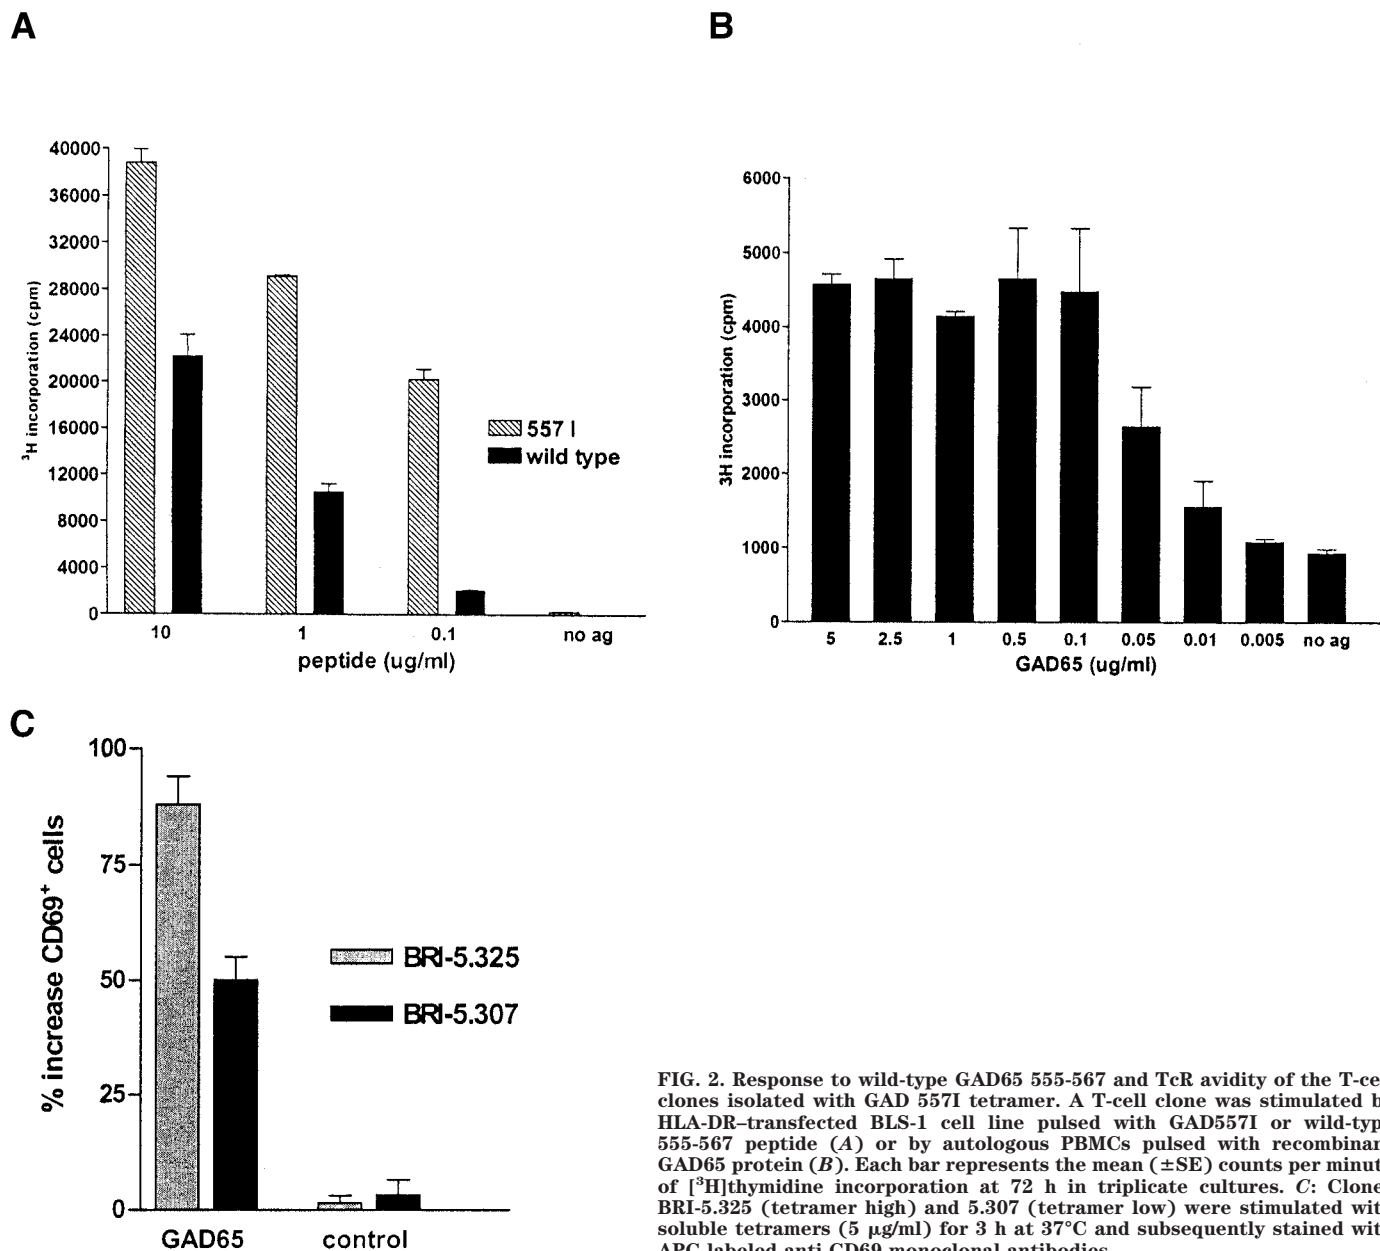 A
40000
36000
32000
28000
24000
20000
16000
12000
8000
4000
0
³H incorporation (cpm)
557 I
wild type
10 1 0.1 no ag
peptide (ug/ml)
B
6000
5000
4000
3000
2000
1000
0
3H incorporation (cpm)
5 2.5 1 0.5 0.1 0.05 0.01 0.005 no ag
GAD65 (ug/ml)
C
100
75
50
25
0
% increase CD69⁺ cells
BRI-5.325
BRI-5.307
GAD65 control
FIG. 2. Response to wild-type GAD65 555-567 and TcR avidity of the T-ce
clones isolated with GAD 557I tetramer. A T-cell clone was stimulated b
HLA-DR–transfected BLS-1 cell line pulsed with GAD557I or wild-typ
555-567 peptide (A) or by autologous PBMCs pulsed with recombinan
GAD65 protein (B). Each bar represents the mean (±SE) counts per minut
of [³H]thymidine incorporation at 72 h in triplicate cultures. C: Clone
BRI-5.325 (tetramer high) and 5.307 (tetramer low) were stimulated wit
soluble tetramers (5 μg/ml) for 3 h at 37°C and subsequently stained wit
APC-labeled anti-CD69 monoclonal antibodies.